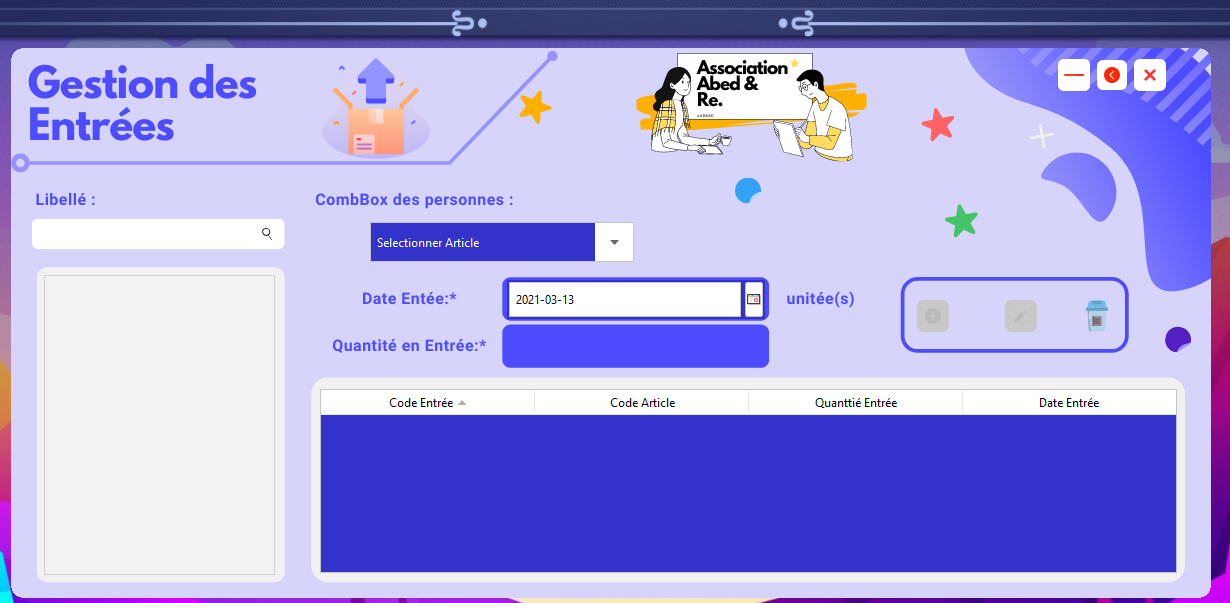 Gestion des
Entrées
Association
Abed &
Re.
Libellé :
CombBox des personnes :
Selectionner Article
Date Entée:*
2021-03-13
unitée(s)
Quantité en Entrée:*
Code Entrée
Code Article
Quanttié Entrée
Date Entrée